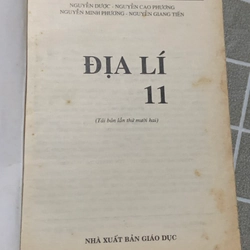 NGUYỄN DƯỢC - NGUYỄN CAO PHƯƠNG
NGUYỄN MINH PHƯƠNG - NGUYỄN GIANG TIẾN
ĐỊA LÍ
11
(Tái bản lần thứ mười hai)
NHÀ XUẤT BẢN GIÁO DỤC